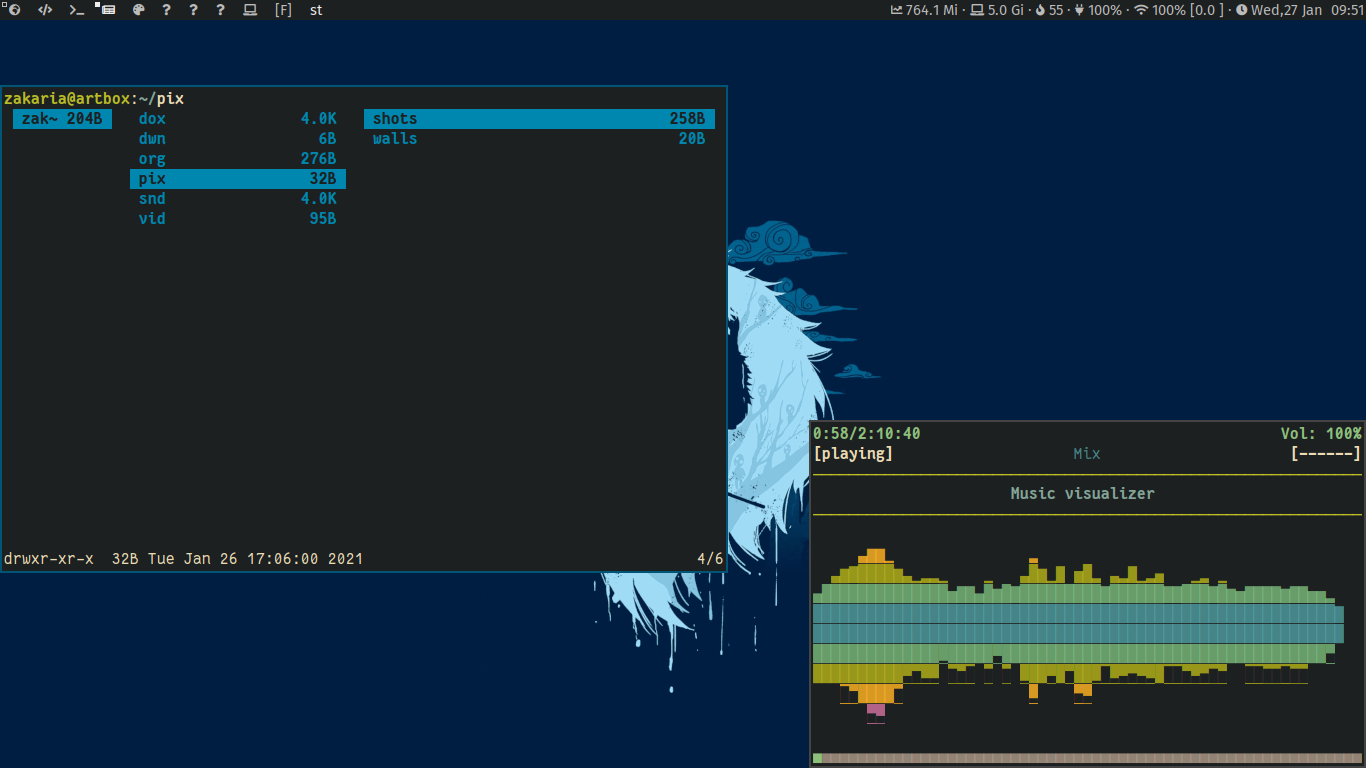 ? ? ? [F] st 764.1 Mi · 5.0 Gi · 55 · 100% · 100% [0.0 ] · Wed,27 Jan 09:51
zakaria@artbox:~/pix
zak~ 204B dox 4.0K shots 258B
dwn 6B walls 20B
org 276B
pix 32B
snd 4.0K
vid 95B
drwxr-xr-x 32B Tue Jan 26 17:06:00 2021 4/6
0:58/2:10:40 Vol: 100%
[playing] Mix [------]
Music visualizer